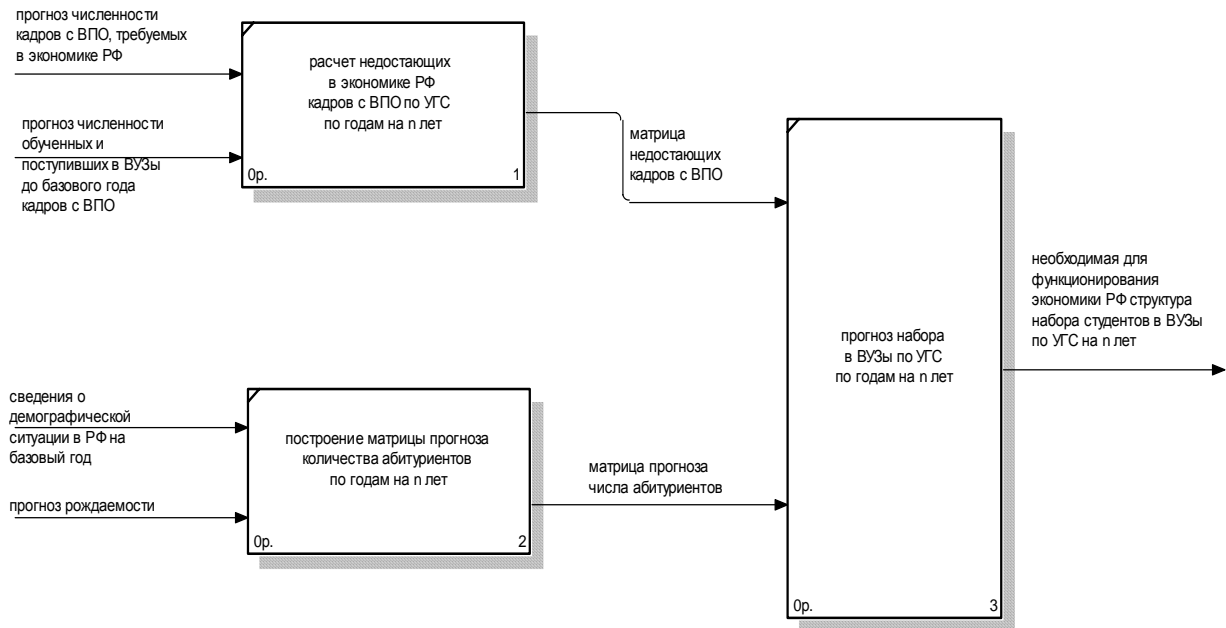 прогноз численности
кадров с ВПО, требуемых
в экономике РФ
прогноз численности
обученных и
поступивших в ВУЗы
до базового года
кадров с ВПО
расчет недостающих
в экономике РФ
кадров с ВПО по УГС
по годам на n лет
0р.
1
матрица
недостающих
кадров с ВПО
сведения о
демографической
ситуации в РФ на
базовый год
прогноз рождаемости
построение матрицы прогноза
количества абитуриентов
по годам на n лет
0р.
2
матрица прогноза
числа абитуриентов
прогноз набора
в ВУЗы по УГС
по годам на n лет
0р.
3
необходимая для
функционирования
экономики РФ структура
набора студентов в ВУЗы
по УГС на n лет